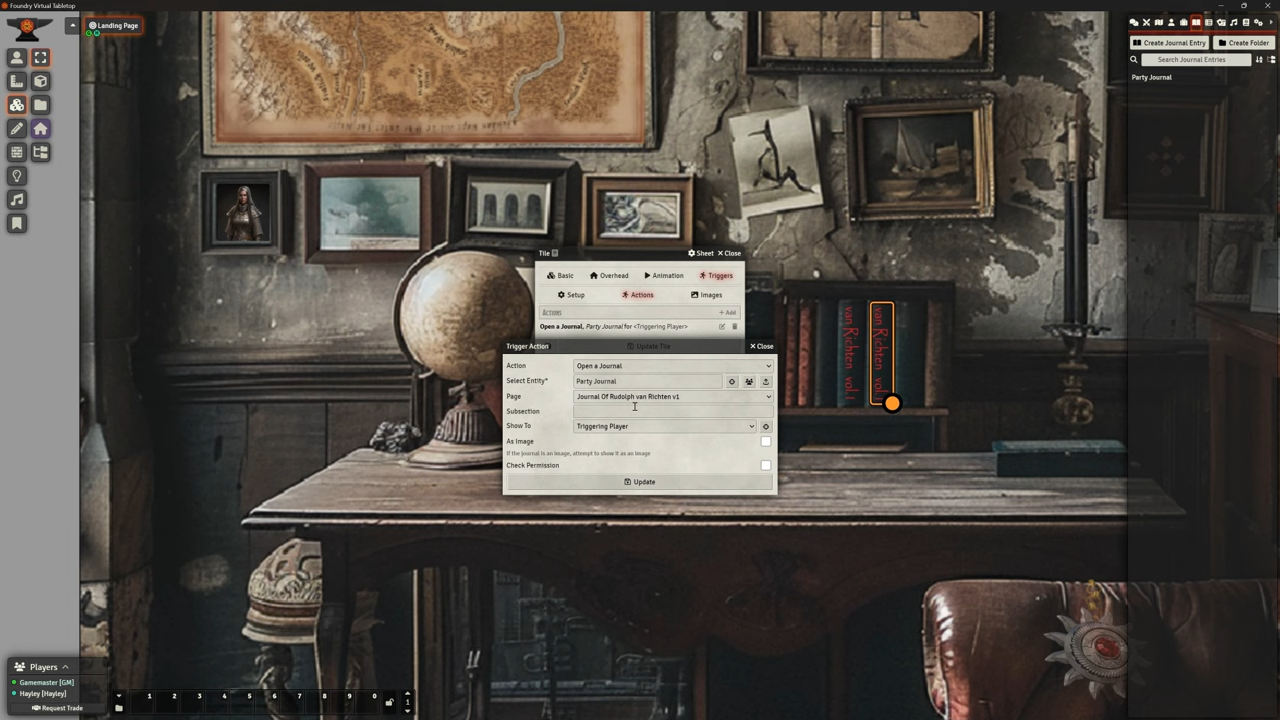 Foundry Virtual Tabletop
Landing Page
G
H
Create Journal Entry
Create Folder
Search Journal Entries
Party Journal
Tile
Sheet
Close
Basic
Overhead
Animation
Triggers
Setup
Actions
Images
Actions
+ Add
Open a Journal, Party Journal for <Triggering Player>
Update Tile
Trigger Action
Close
Action
Open a Journal
Select Entity*
Party Journal
Page
Journal Of Rudolph van Richten v1
Subsection
Show To
Triggering Player
As Image
If the journal is an image, attempt to show it as an image
Check Permission
Update
van Richten vol.
van Richten vol.1
Players
Gamemaster [GM]
Hayley [Hayley]
Request Trade
1 2 3 4 5 6 7 8 9 0
1